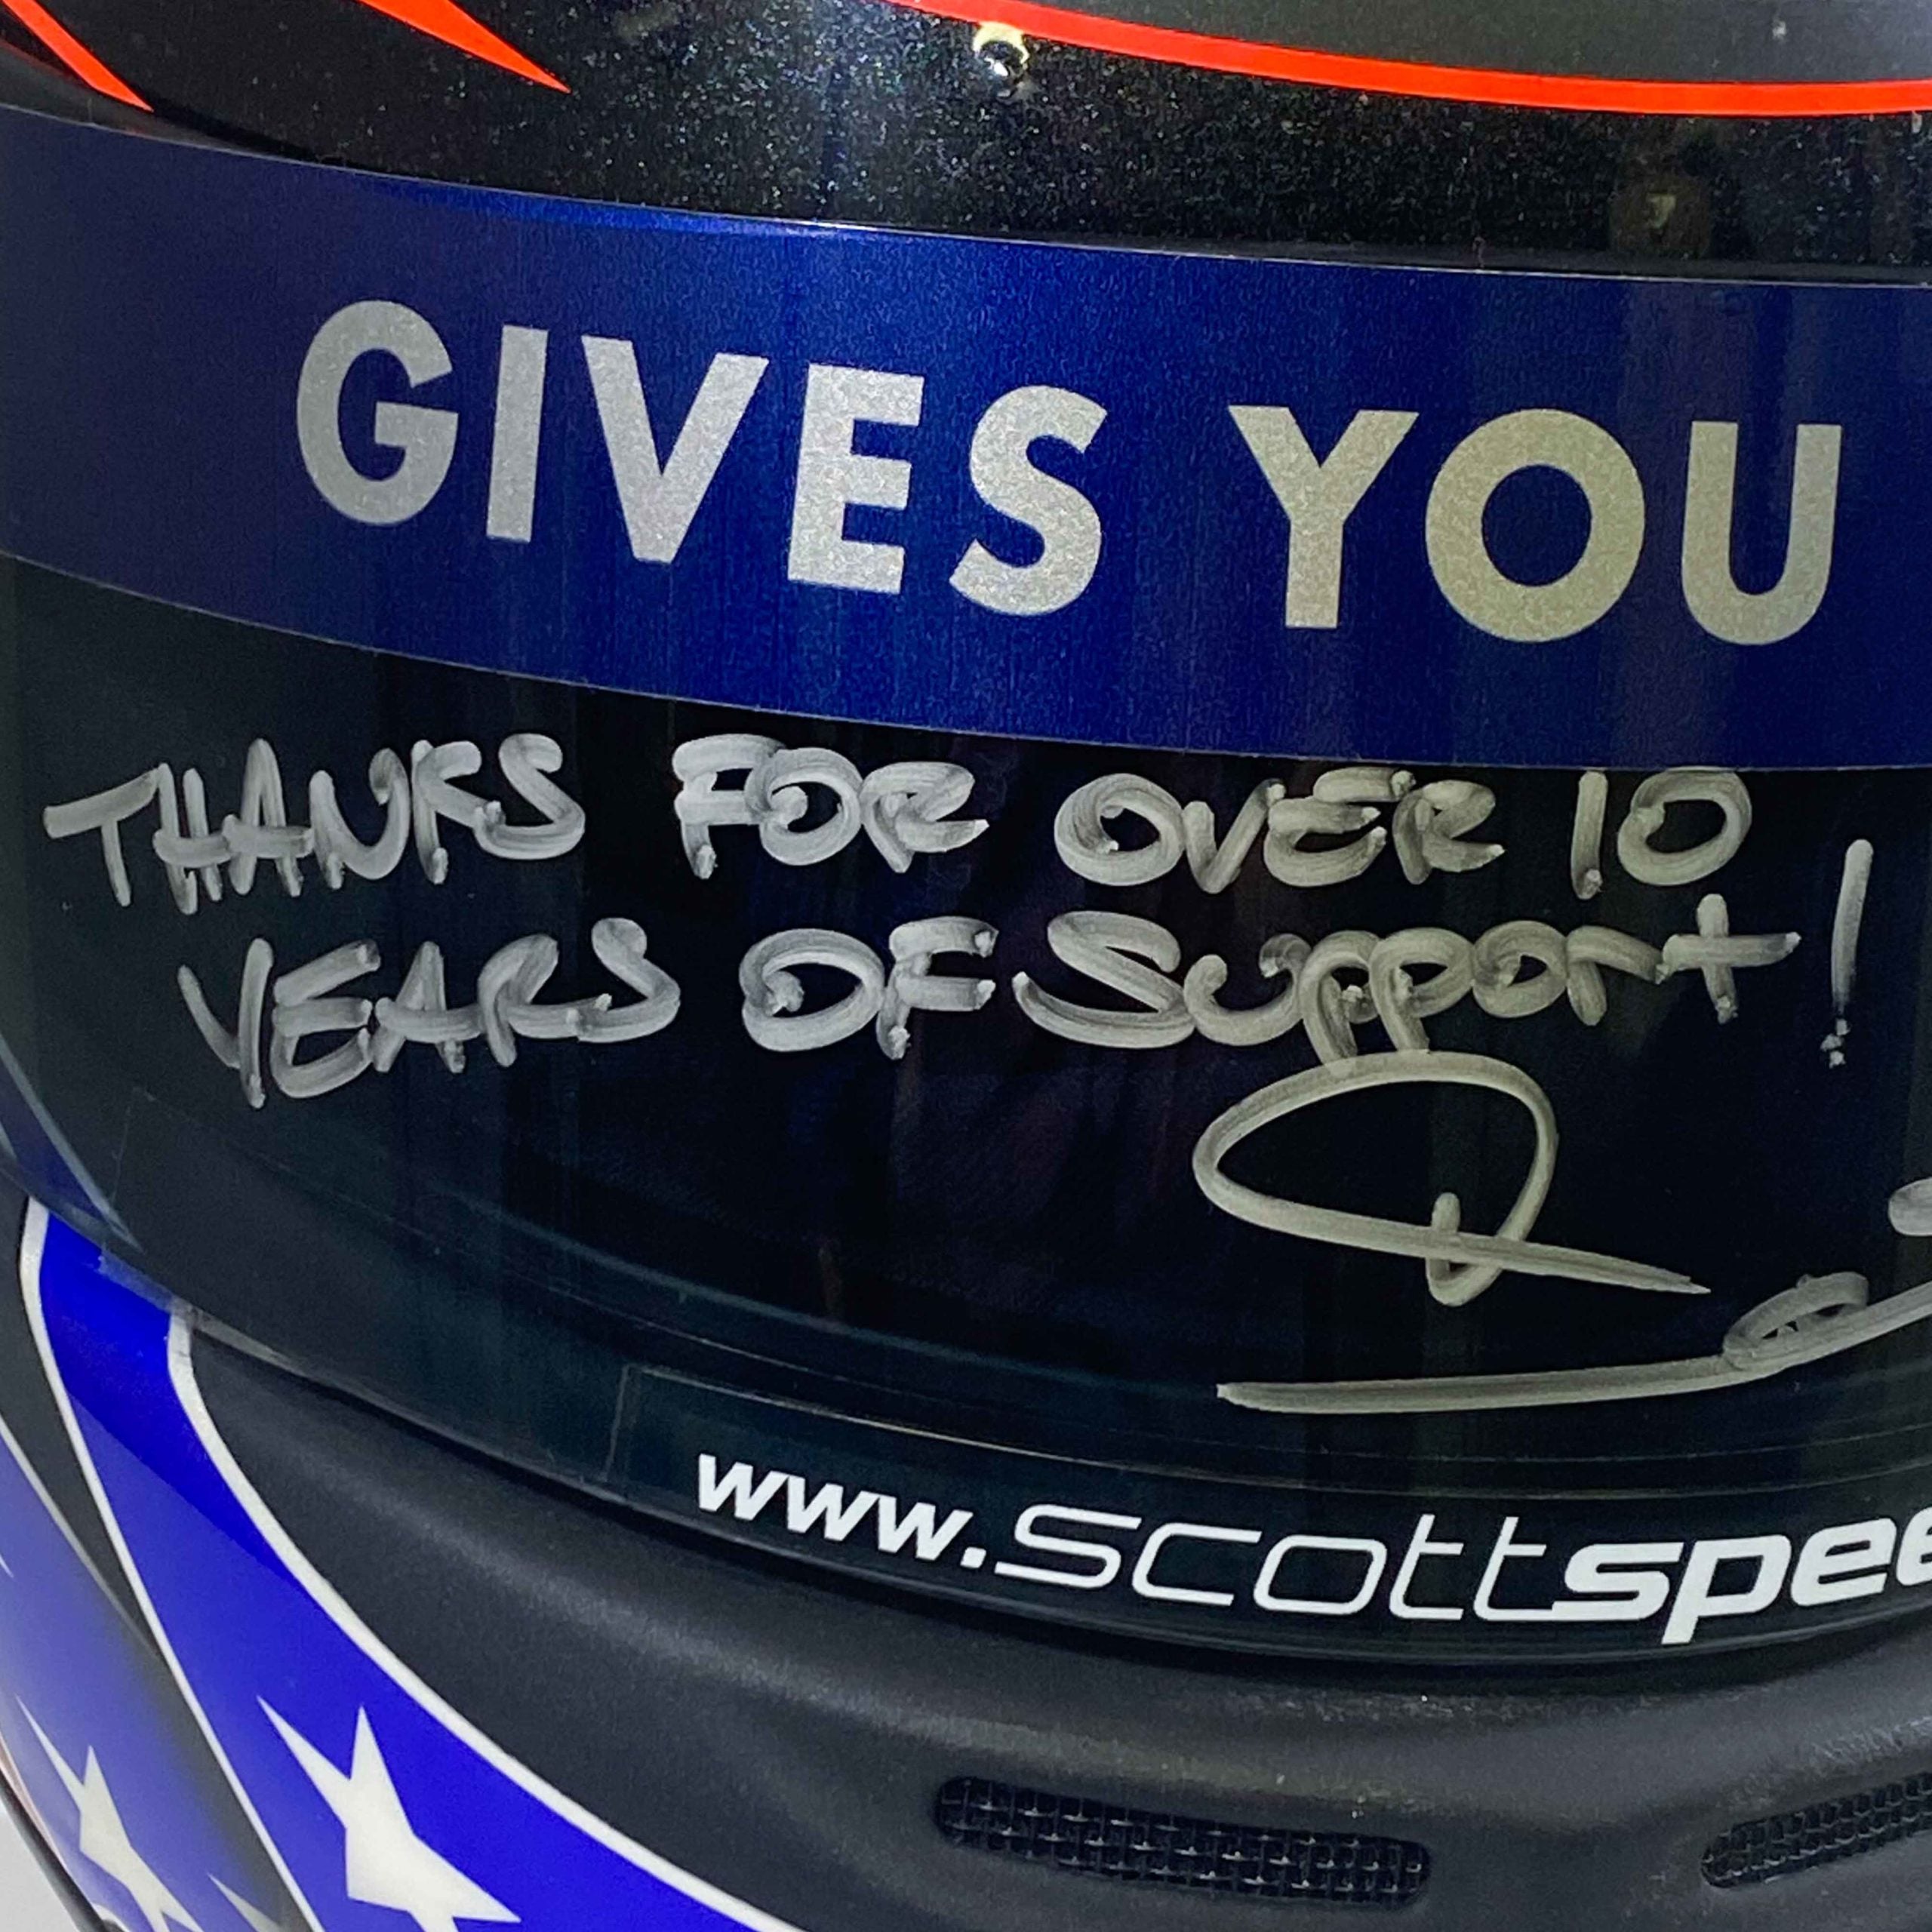 GIVES YOU
THANKS FOR OVER 10
YEARS OF Support!
www.scottspee